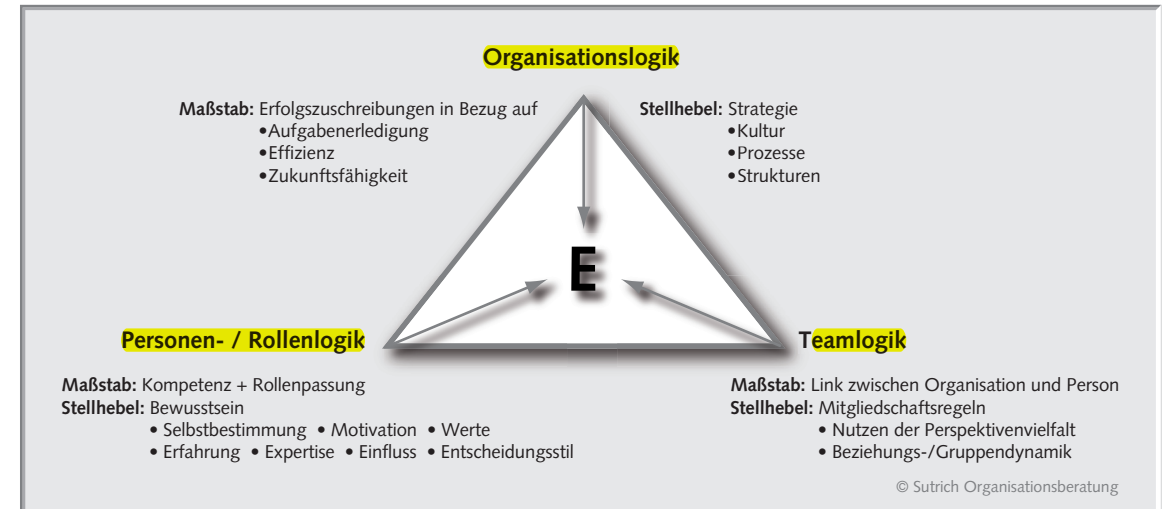 Organisationslogik
Maßstab: Erfolgszuschreibungen in Bezug auf
•Aufgabenerledigung
•Effizienz
•Zukunftsfähigkeit
Stellhebel: Strategie
•Kultur
•Prozesse
•Strukturen
E
Personen- / Rollenlogik
Maßstab: Kompetenz + Rollenpassung
Stellhebel: Bewusstsein
• Selbstbestimmung • Motivation • Werte
• Erfahrung • Expertise • Einfluss • Entscheidungsstil
Teamlogik
Maßstab: Link zwischen Organisation und Person
Stellhebel: Mitgliedschaftsregeln
• Nutzen der Perspektivenvielfalt
• Beziehungs-/Gruppendynamik
© Sutrich Organisationsberatung